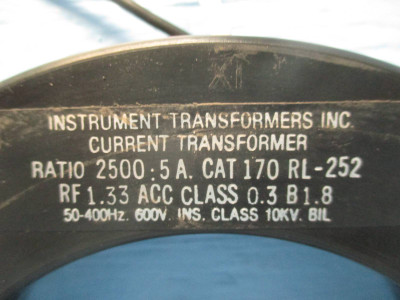 X1
INSTRUMENT TRANSFORMERS INC.
CURRENT TRANSFORMER
RATIO 2500:5A. CAT 170 RL-252
RF 1.33 ACC CLASS 0.3 B1.8
50-400Hz. 600V. INS. CLASS 10KV. BIL